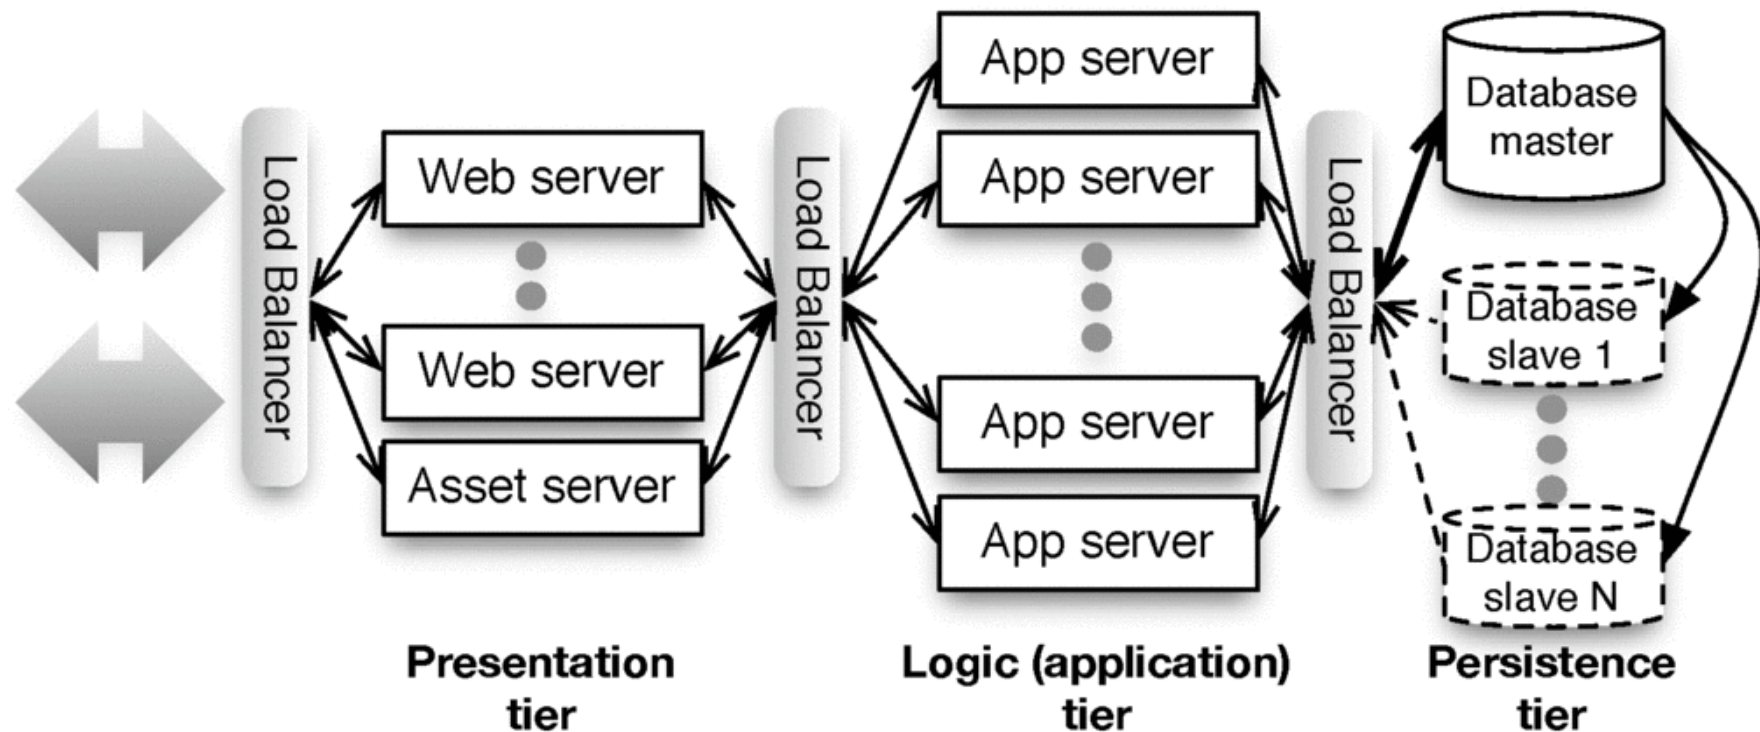 Load Balancer
Web server
Web server
Asset server
Presentation
tier
Load Balancer
App server
App server
App server
App server
Logic (application)
tier
Load Balancer
Database
master
Database
slave 1
Database
slave N
Persistence
tier